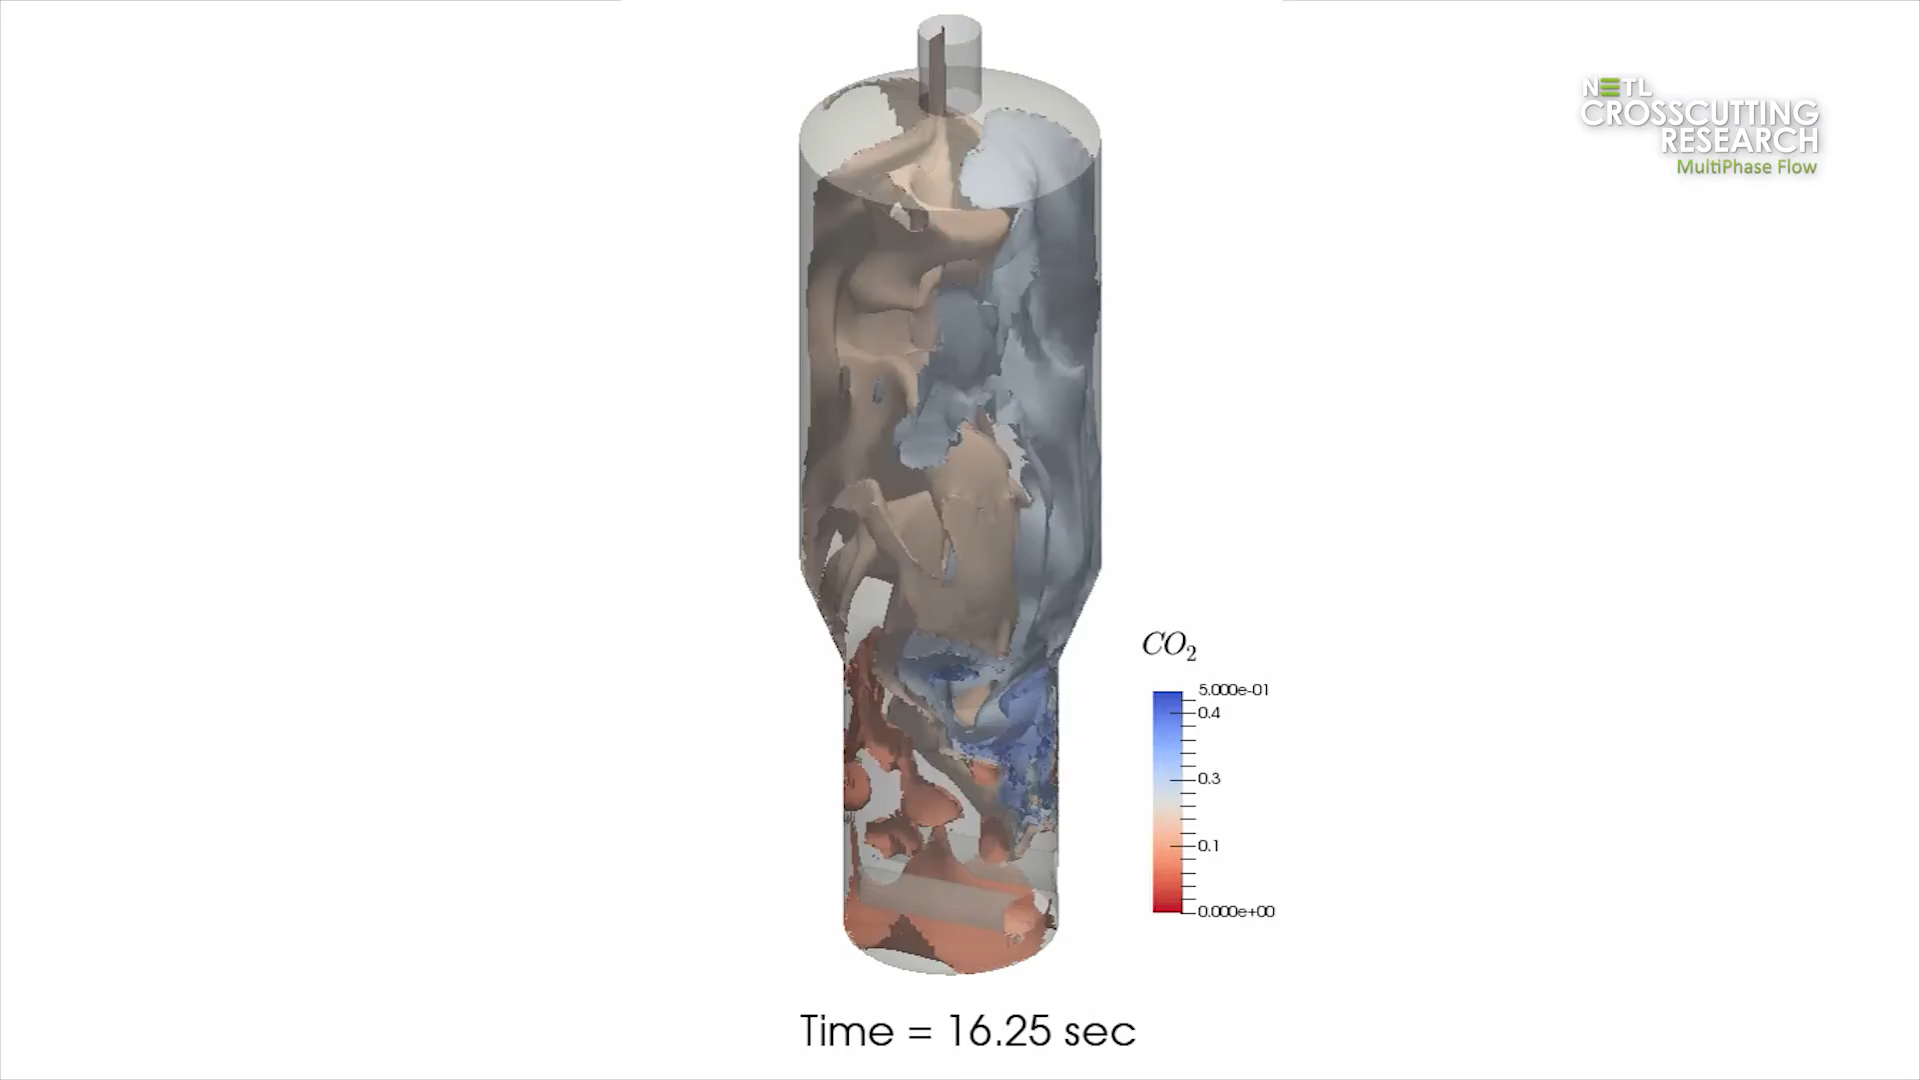 NETL
CROSSCUTTING
RESEARCH
MultiPhase Flow
CO₂
5.000e-01
0.4
0.3
0.1
0.000e+00
Time = 16.25 sec